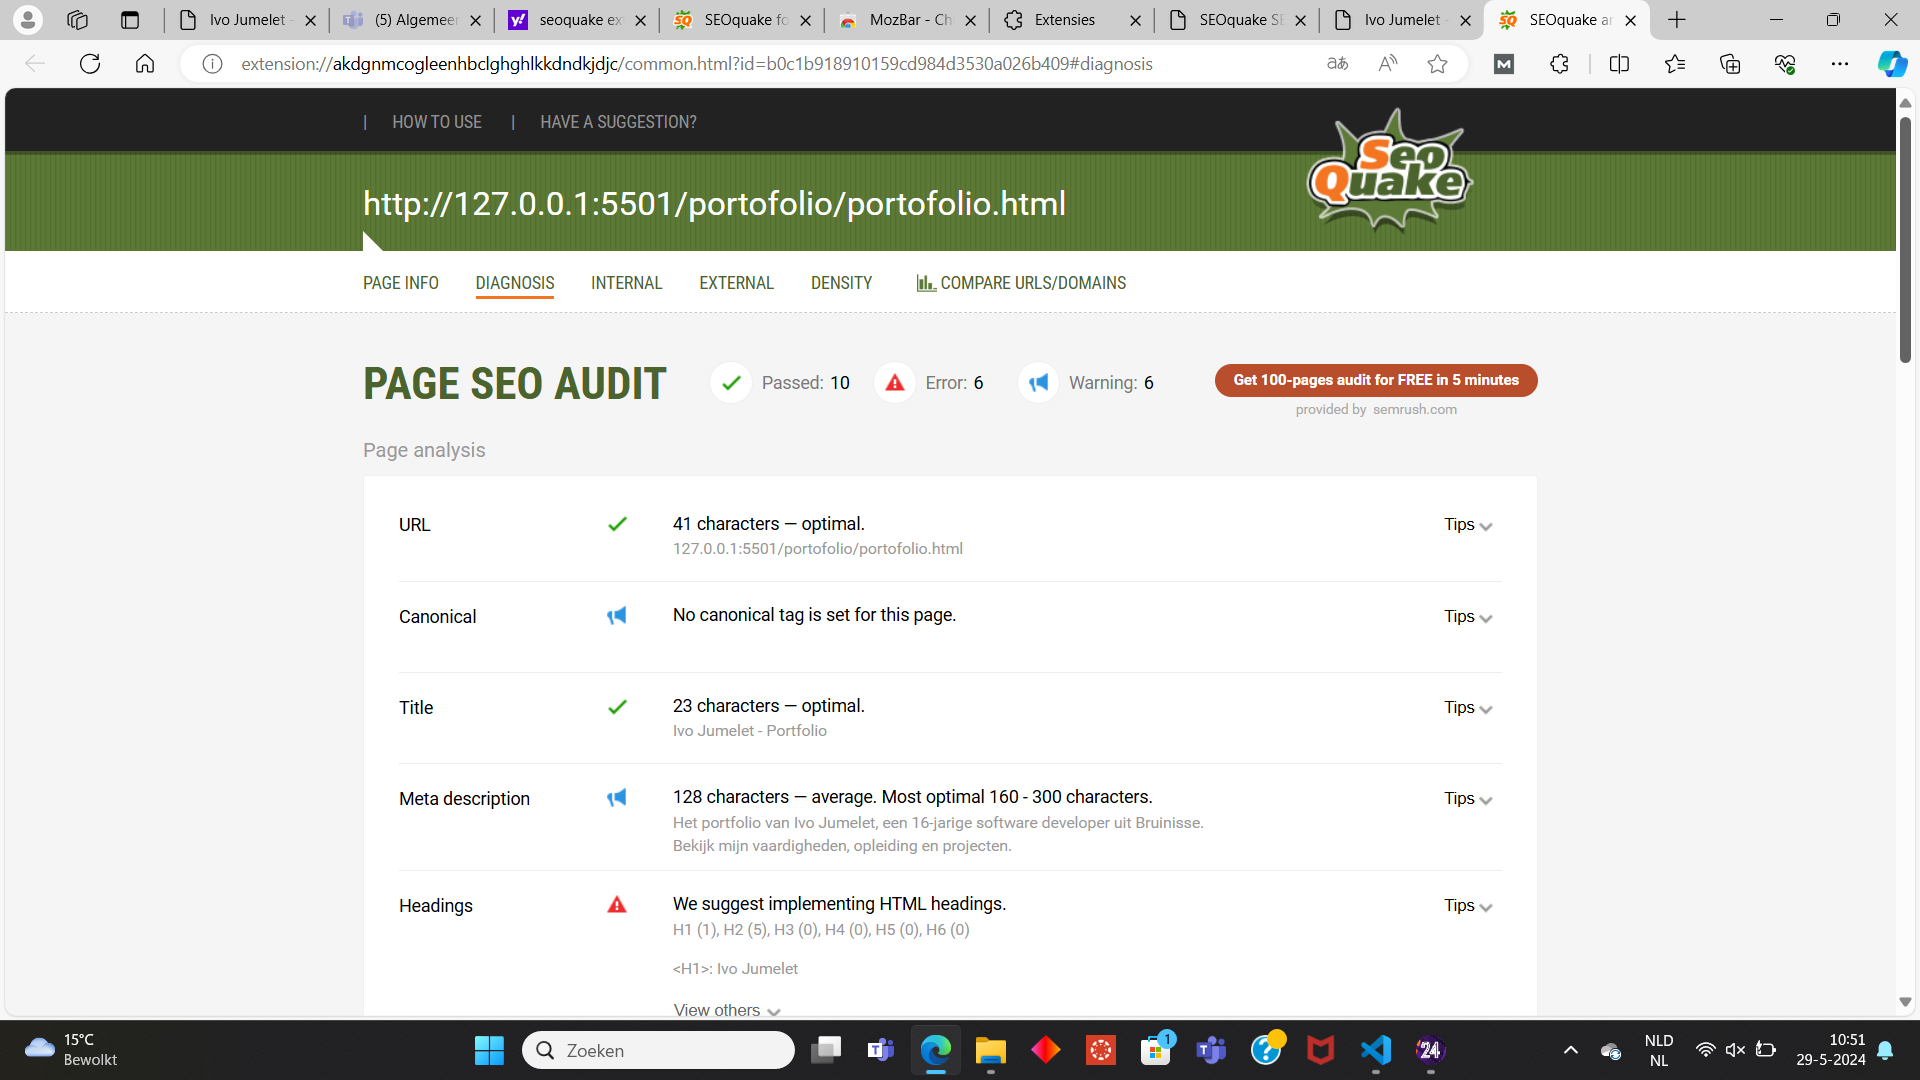 Ivo Jumelet -
(5) Algemeen
seoquake ex
SEOquake fo
MozBar - Ch
Extensies
SEOquake SE
Ivo Jumelet -
SEOquake an
extension://akdgnmcogleenhbclghghlkkdndkjdjc/common.html?id=b0c1b918910159cd984d3530a026b409#diagnosis
| HOW TO USE | HAVE A SUGGESTION?
Seo
Quake
http://127.0.0.1:5501/portofolio/portofolio.html
PAGE INFO DIAGNOSIS INTERNAL EXTERNAL DENSITY COMPARE URLS/DOMAINS
PAGE SEO AUDIT Passed: 10 Error: 6 Warning: 6
Get 100-pages audit for FREE in 5 minutes
provided by semrush.com
Page analysis
URL 41 characters — optimal. Tips
127.0.0.1:5501/portofolio/portofolio.html
Canonical No canonical tag is set for this page. Tips
Title 23 characters — optimal. Tips
Ivo Jumelet - Portfolio
Meta description 128 characters — average. Most optimal 160 - 300 characters. Tips
Het portfolio van Ivo Jumelet, een 16-jarige software developer uit Bruinisse.
Bekijk mijn vaardigheden, opleiding en projecten.
Headings We suggest implementing HTML headings. Tips
H1 (1), H2 (5), H3 (0), H4 (0), H5 (0), H6 (0)
<H1>: Ivo Jumelet
View others
15°C
Bewolkt
Zoeken
1
24
NLD
NL
10:51
29-5-2024